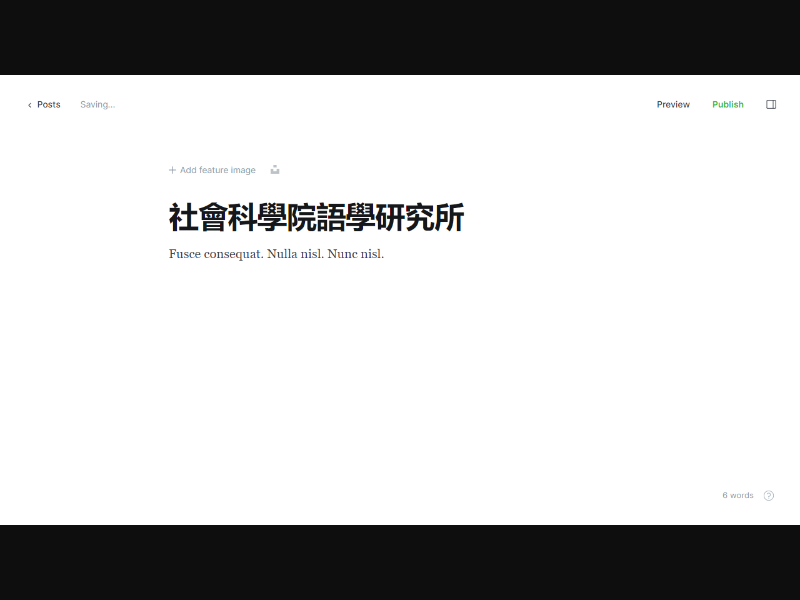 Posts
Saving...
Preview
Publish
Add feature image
社會科學院語學研究所
Fusce consequat. Nulla nisl. Nunc nisl.
6 words
?